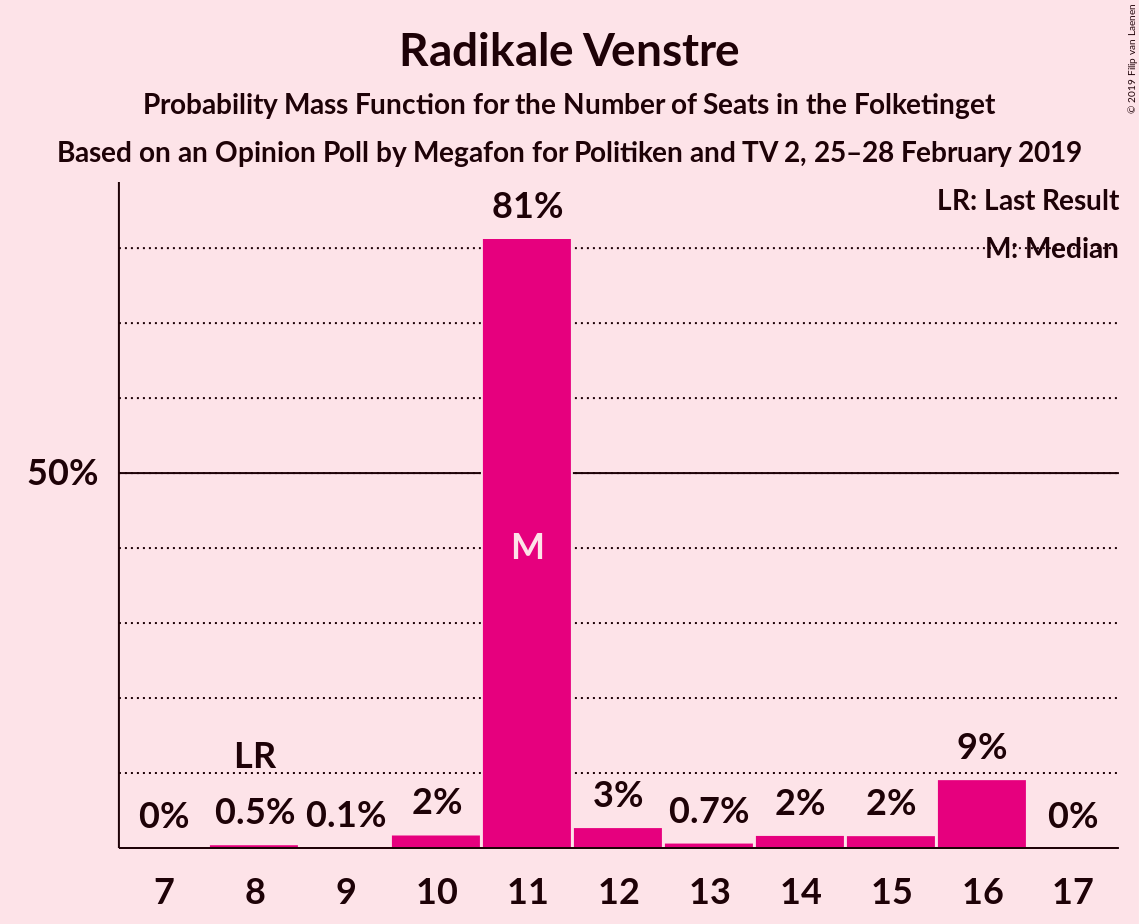 Radikale Venstre
Probability Mass Function for the Number of Seats in the Folketinget
Based on an Opinion Poll by Megafon for Politiken and TV 2, 25–28 February 2019
© 2019 Filip van Laenen
LR: Last Result
M: Median
81%
50%
M
LR
9%
0%
0.5%
0.1%
2%
3%
0.7%
2%
2%
0%
7 8 9 10 11 12 13 14 15 16 17